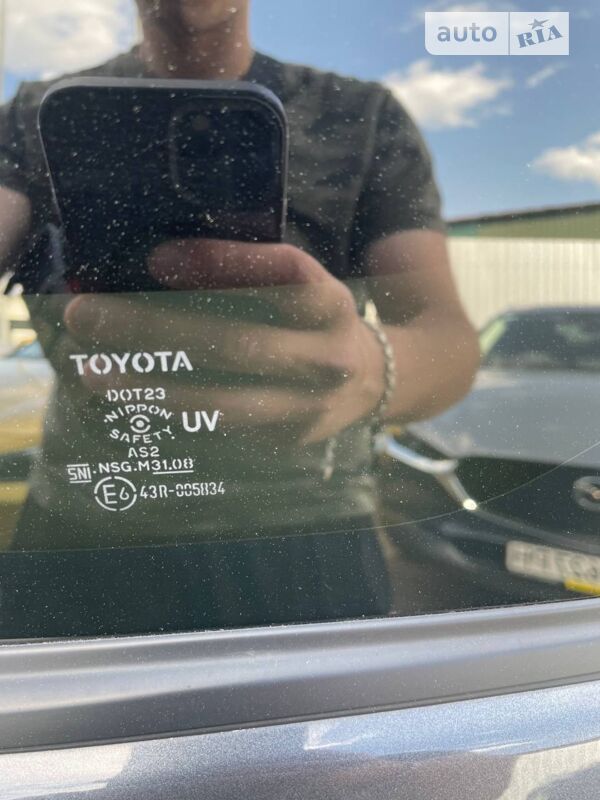 auto RIA
TOYOTA
DOT23
NIPPON
SAFETY
UV
AS2
SNI NSG.M31.08
E6 43R-005834